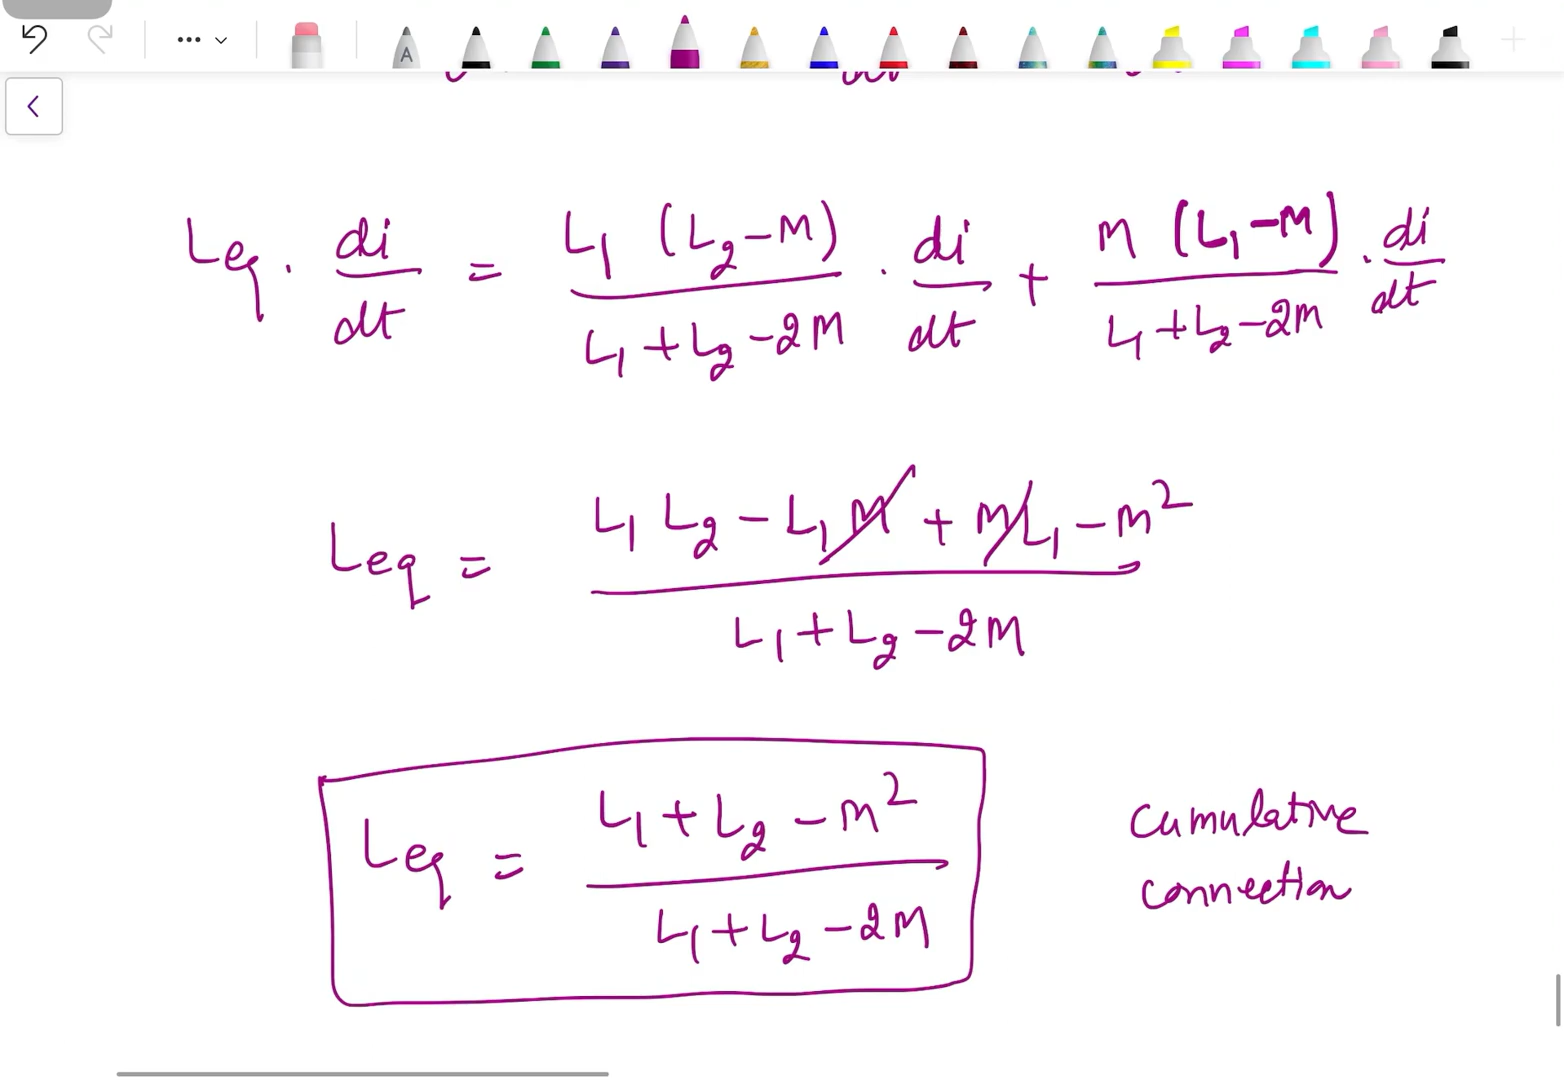 Leq · di/dt = L1 (L2-M)/(L1+L2-2M) · di/dt + M (L1-M)/(L1+L2-2M) · di/dt
Leq = (L1 L2 - L1 M + M L1 - M²)/(L1+L2-2M)
Leq = (L1+L2-M²)/(L1+L2-2M)
Cumulative
connection